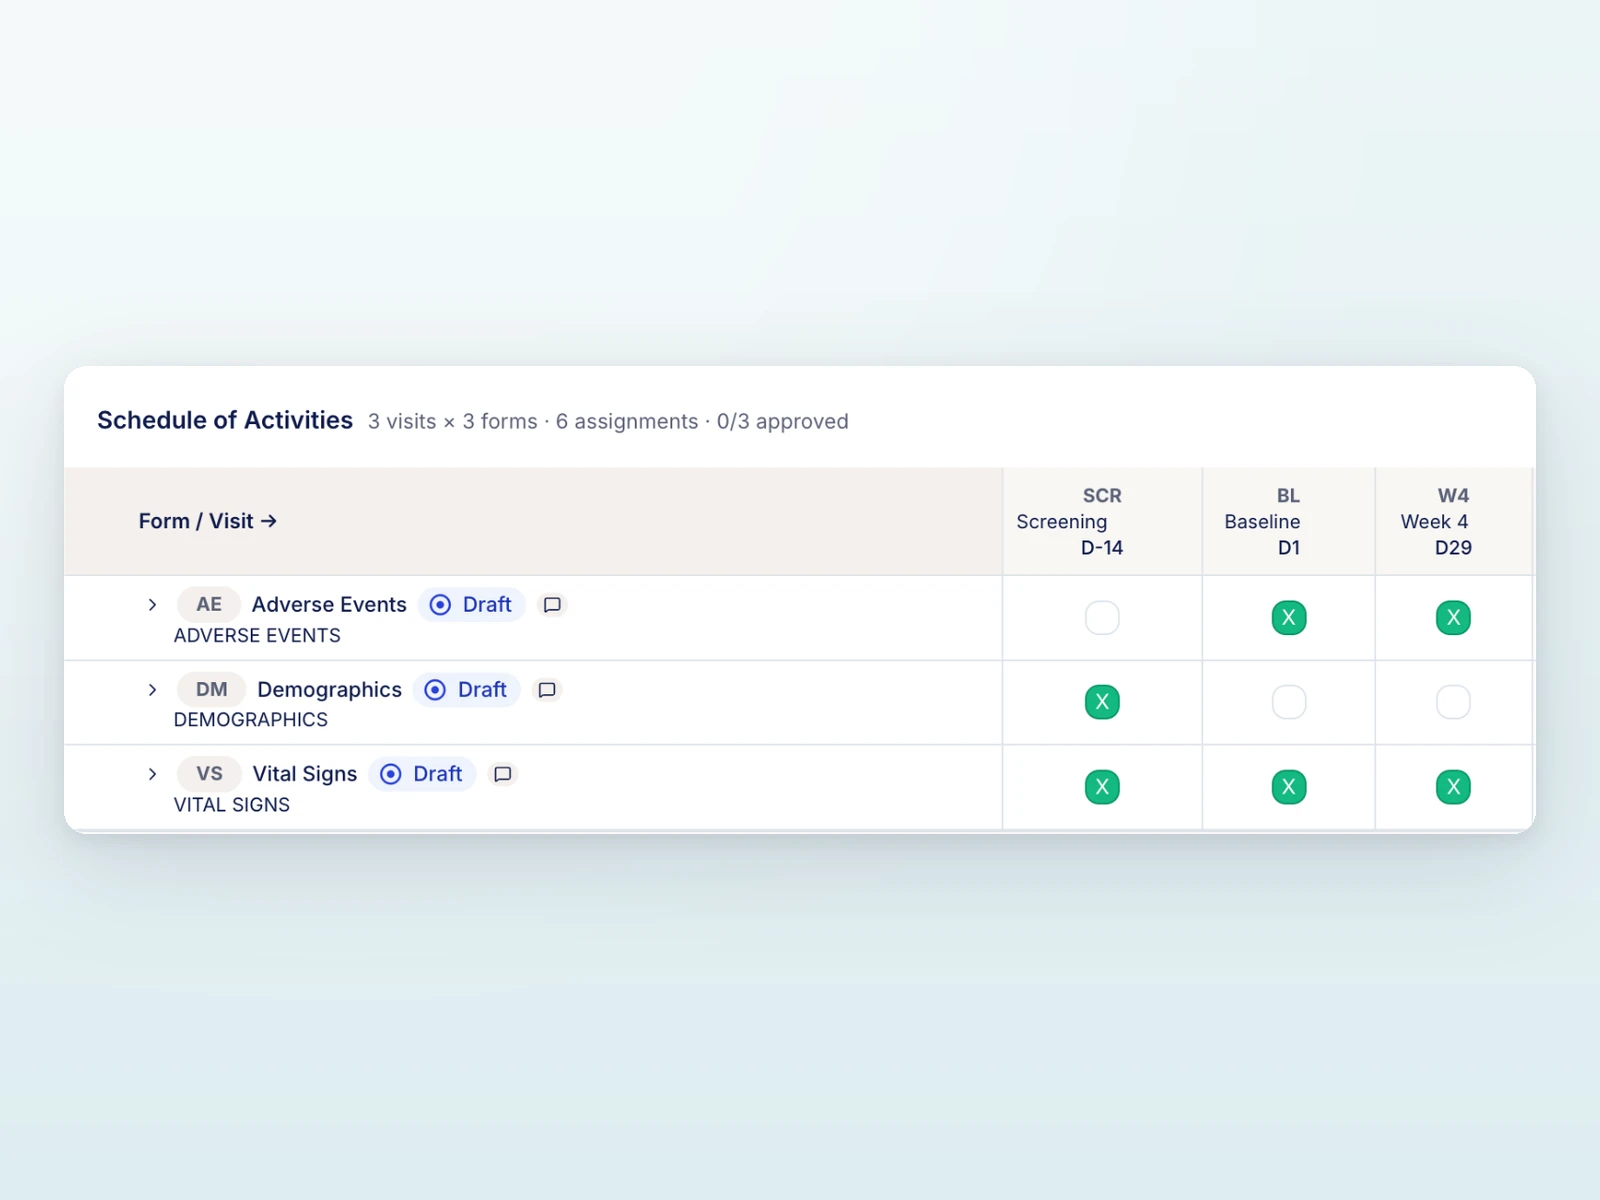 Schedule of Activities 3 visits × 3 forms · 6 assignments · 0/3 approved
Form / Visit →
SCR
Screening
D-14
BL
Baseline
D1
W4
Week 4
D29
AE Adverse Events Draft
ADVERSE EVENTS
X X
DM Demographics Draft
DEMOGRAPHICS
X
VS Vital Signs Draft
VITAL SIGNS
X X X